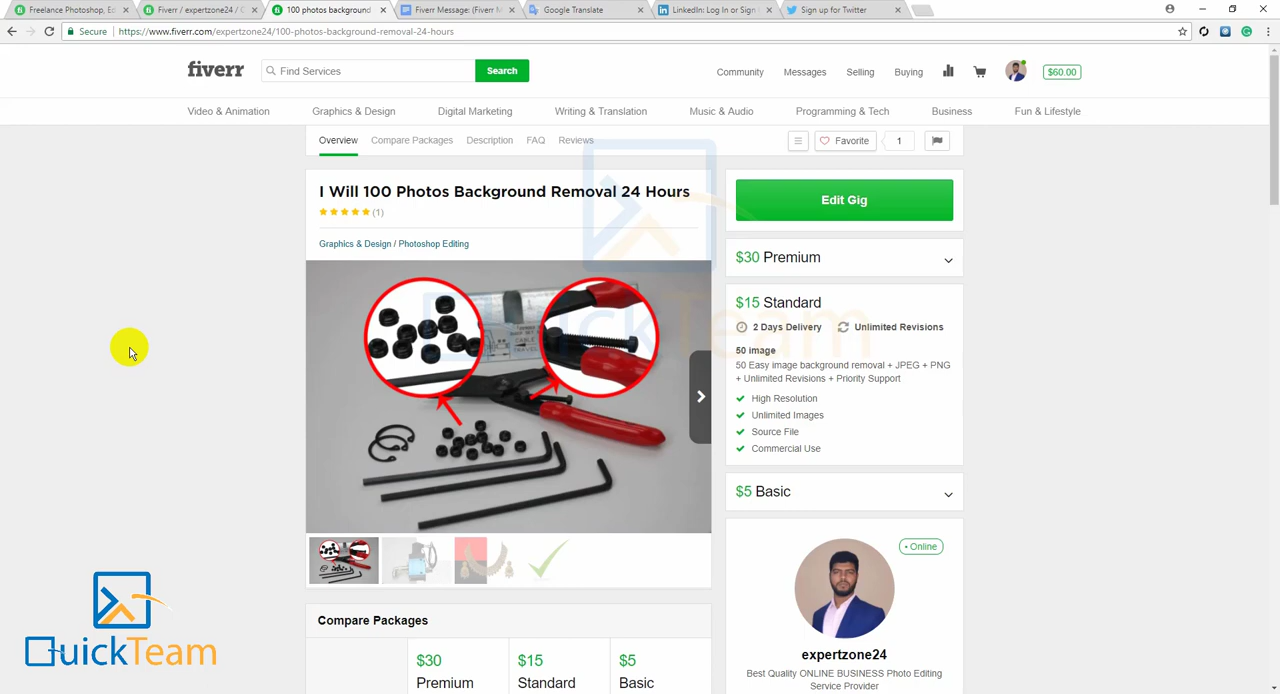 Freelance Photoshop, Es
Fiverr / expertzone24 / C
100 photos background
Fiverr Message: (Fiverr M
Google Translate
LinkedIn: Log In or Sign
Sign up for Twitter
Secure
https://www.fiverr.com/expertzone24/100-photos-background-removal-24-hours
fiverr
Find Services
Search
Community
Messages
Selling
Buying
$60.00
Video & Animation
Graphics & Design
Digital Marketing
Writing & Translation
Music & Audio
Programming & Tech
Business
Fun & Lifestyle
Overview
Compare Packages
Description
FAQ
Reviews
Favorite
1
I Will 100 Photos Background Removal 24 Hours
(1)
Graphics & Design / Photoshop Editing
Edit Gig
$30 Premium
$15 Standard
2 Days Delivery
Unlimited Revisions
50 image
50 Easy image background removal + JPEG + PNG
+ Unlimited Revisions + Priority Support
High Resolution
Unlimited Images
Source File
Commercial Use
$5 Basic
Online
expertzone24
Best Quality ONLINE BUSINESS Photo Editing
Service Provider
Compare Packages
$30
Premium
$15
Standard
$5
Basic
QuickTeam
QuickTeam